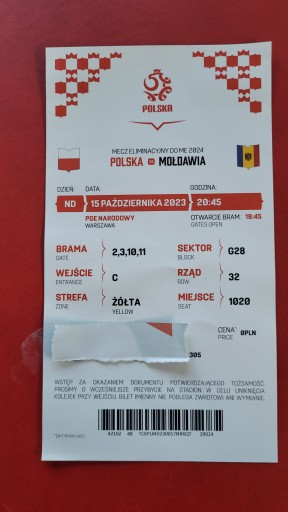 POLSKA
MECZ ELIMINACYJNY DO ME 2024
POLSKA VS MOŁDAWIA
DZIEŃ: DATA: GODZINA:
ND 15 PAŹDZIERNIKA 2023 20:45
PGE NARODOWY OTWARCIE BRAM: 18:45
WARSZAWA GATES OPEN
BRAMA 2,3,10,11 SEKTOR G28
GATE BLOCK
WEJŚCIE C RZĄD 32
ENTRANCE ROW
STREFA ŻÓŁTA MIEJSCE 1020
ZONE YELLOW SEAT
CENA* 0PLN
PRICE
305
WSTĘP ZA OKAZANIEM DOKUMENTU POTWIERDZAJĄCEGO TOŻSAMOŚĆ
PROSIMY O WCZEŚNIEJSZE PRZYBYCIE NA STADION W CELU UNIKNIĘCIA
KOLEJEK PRZY WEJŚCIU. BILET IMIENNY NIE PODLEGA ZWROTOWI ANI WYMIANIE.